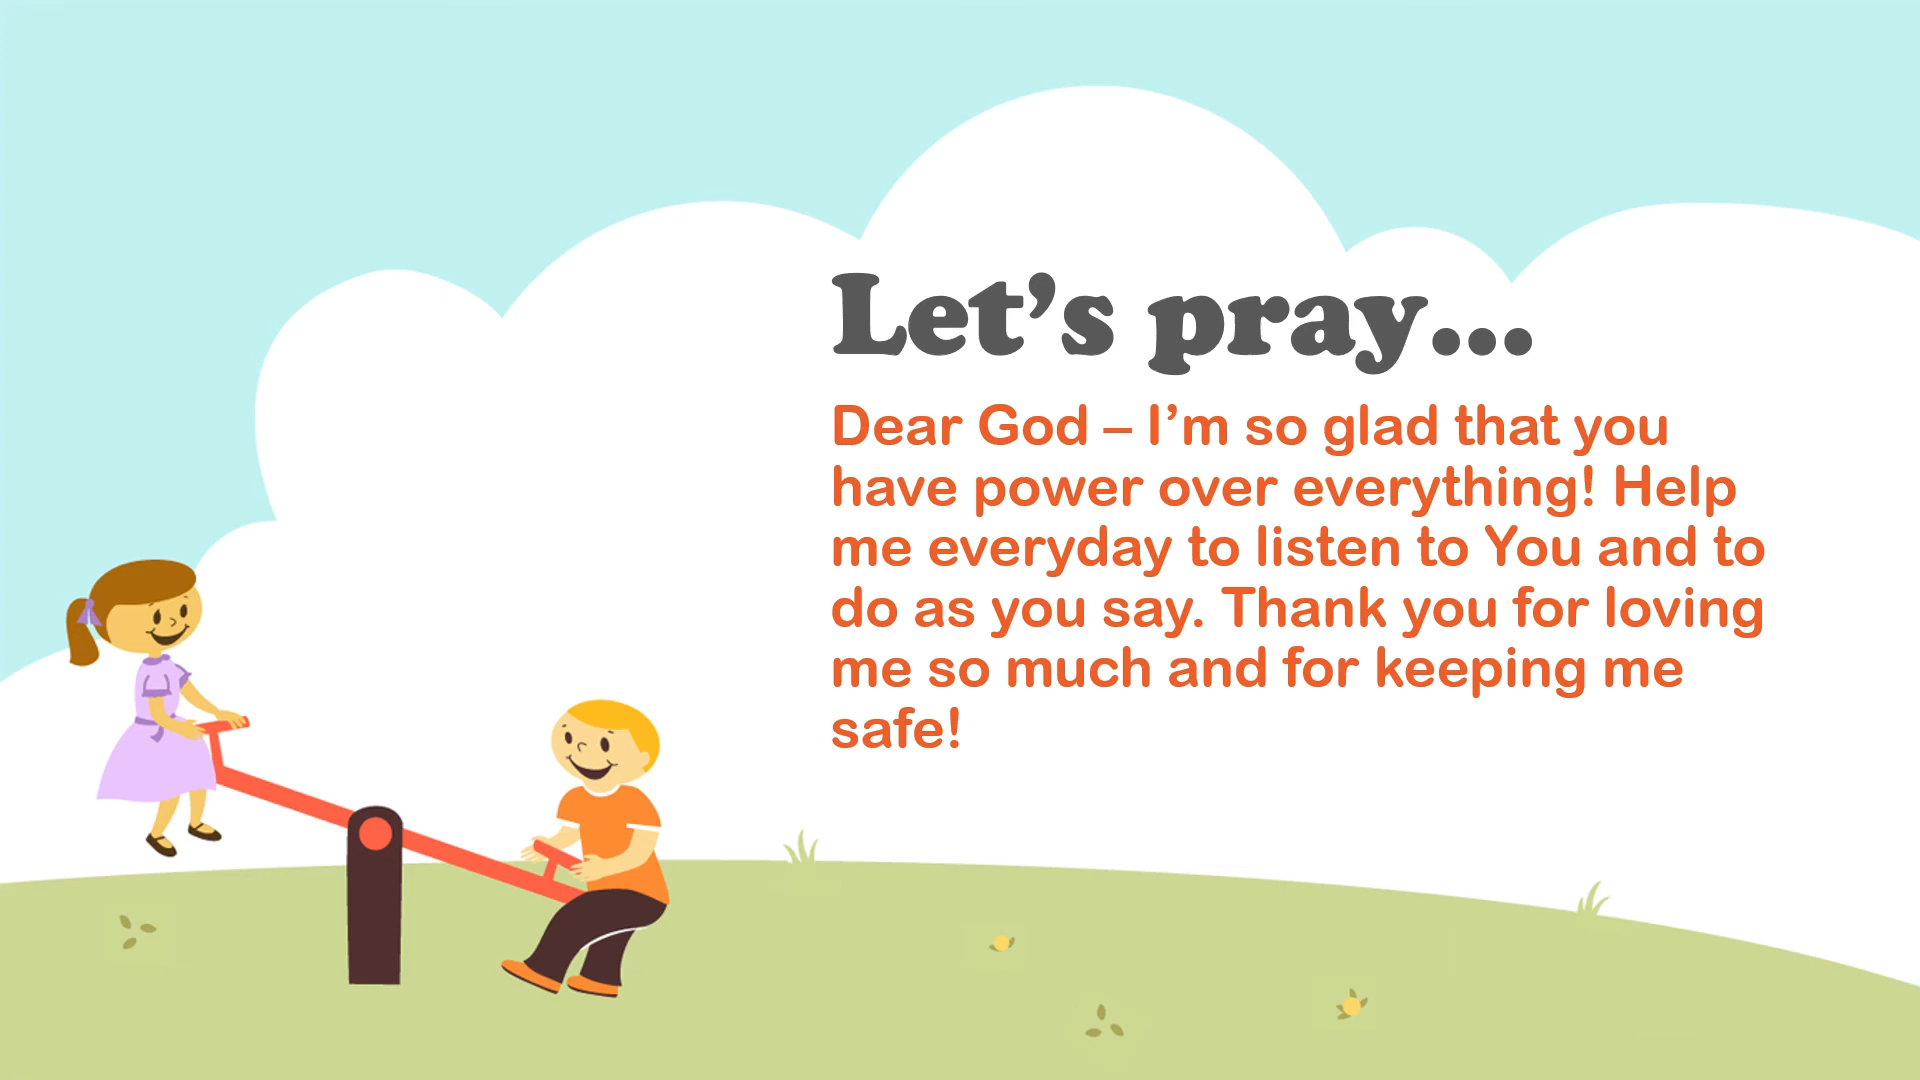 Let’s pray…
Dear God – I’m so glad that you
have power over everything! Help
me everyday to listen to You and to
do as you say. Thank you for loving
me so much and for keeping me
safe!